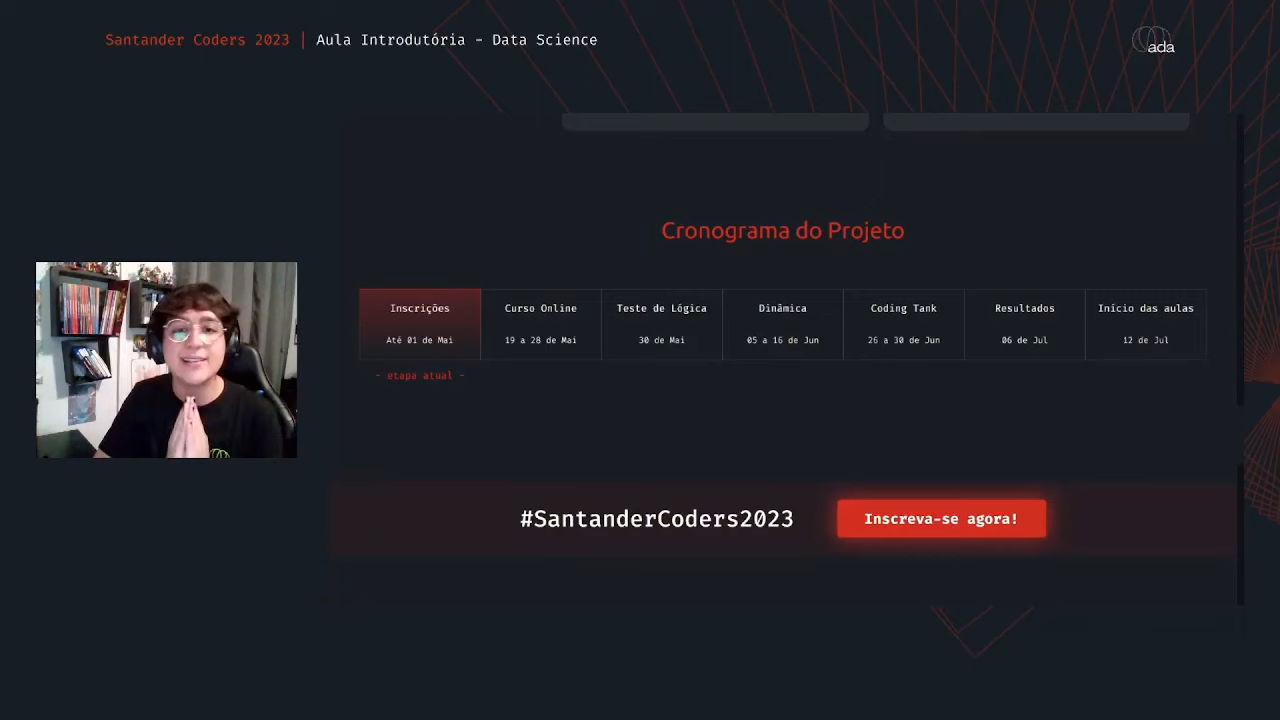 Santander Coders 2023 | Aula Introdutória - Data Science
ada
Cronograma do Projeto
Inscrições
Até 01 de Mai
Curso Online
19 a 28 de Mai
Teste de Lógica
30 de Mai
Dinâmica
05 a 16 de Jun
Coding Tank
26 a 30 de Jun
Resultados
06 de Jul
Início das aulas
12 de Jul
- etapa atual -
#SantanderCoders2023
Inscreva-se agora!